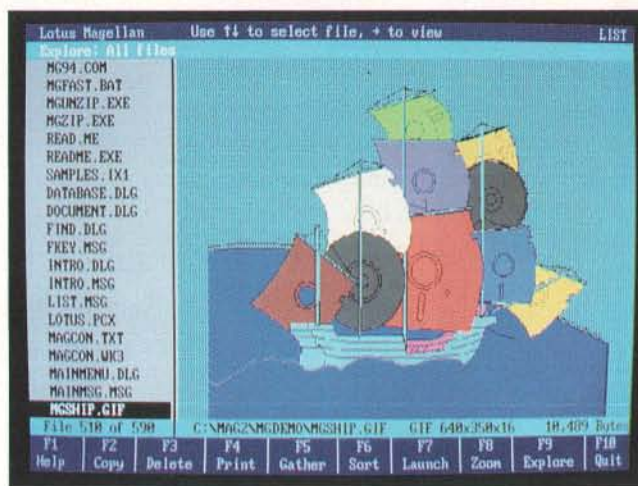 Lotus Magellan Use ↑↓ to select file, → to view LIST
Explore: All files
MG94.COM
MGFAST.BAT
MGUNZIP.EXE
MGZIP.EXE
READ.ME
README.EXE
SAMPLES.IX1
DATABASE.DLG
DOCUMENT.DLG
FIND.DLG
FKEY.MSG
INTRO.DLG
INTRO.MSG
LIST.MSG
LOTUS.PCX
MAGCON.TXT
MAGCON.WK3
MAINMENU.DLG
MAINMSG.MSG
MGSHIP.GIF
File 510 of 590 C:\MAG2\MGDEMO\MGSHIP.GIF GIF 640x350x16 10,489 Bytes
F1 F2 F3 F4 F5 F6 F7 F8 F9 F10
Help Copy Delete Print Gather Sort Launch Zoom Explore Quit